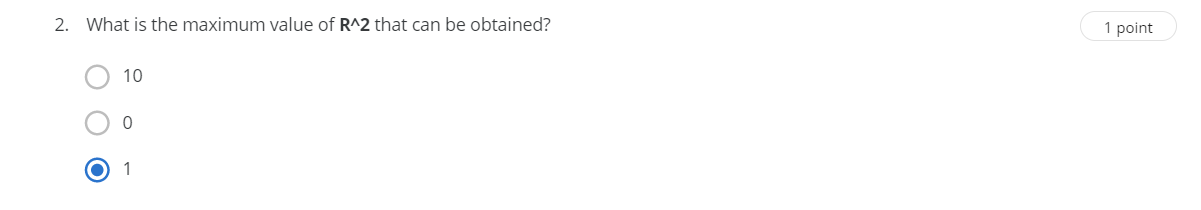 2. What is the maximum value of R^2 that can be obtained?
1 point
10
0
1